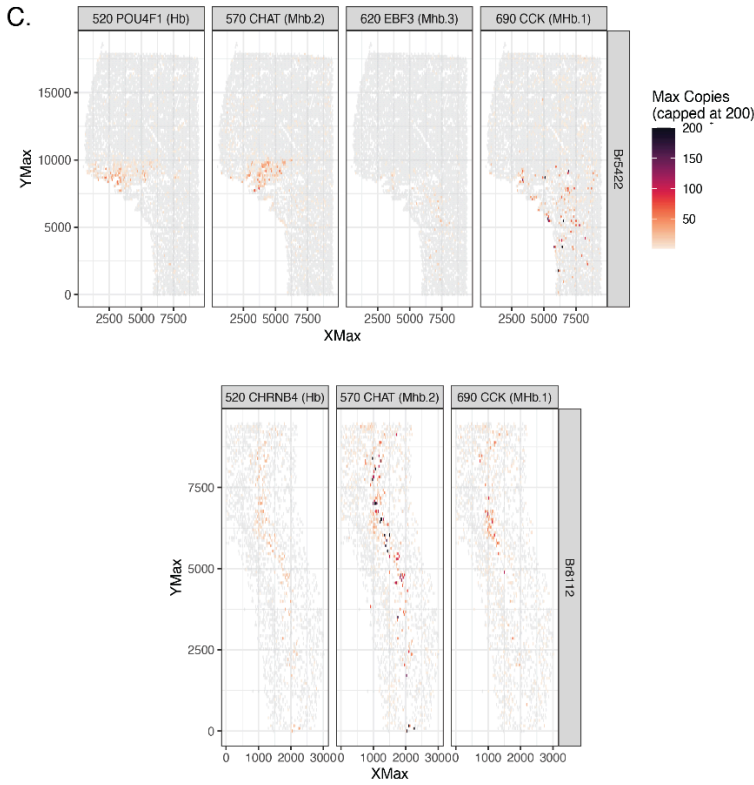 C.
520 POU4F1 (Hb) 570 CHAT (Mhb.2) 620 EBF3 (Mhb.3) 690 CCK (MHb.1)
Br5422
YMax
15000
10000
5000
0
2500 5000 7500 2500 5000 7500 2500 5000 7500 2500 5000 7500
XMax
Max Copies
(capped at 200)
200
150
100
50
520 CHRNB4 (Hb) 570 CHAT (Mhb.2) 690 CCK (MHb.1)
Br8112
YMax
7500
5000
2500
0
0 1000 2000 3000 0 1000 2000 3000 0 1000 2000 3000
XMax